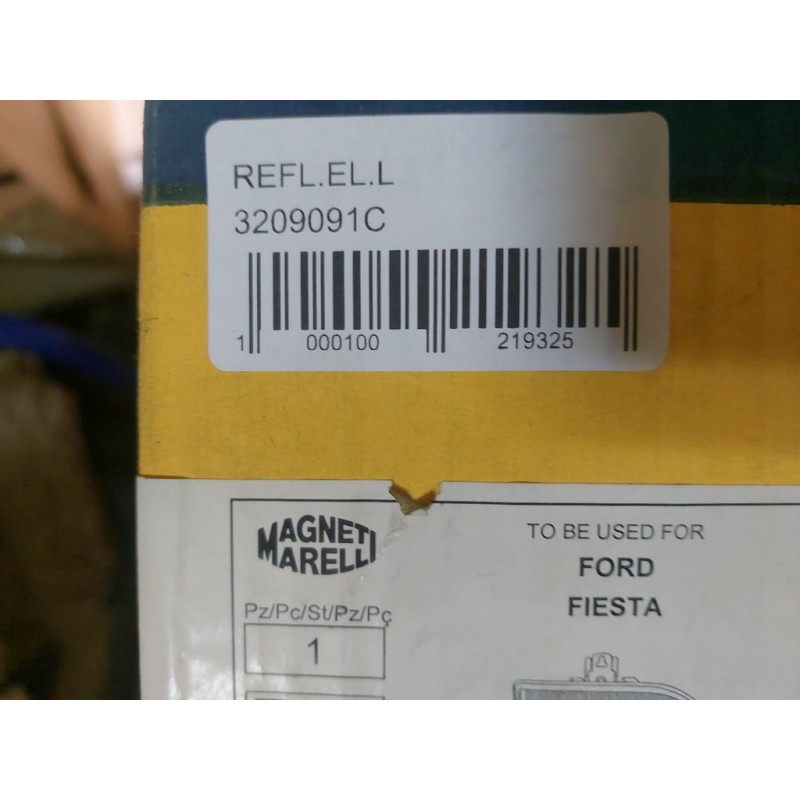 REFL.EL.L
3209091C
1 000100 219325
MAGNETI
MARELLI
TO BE USED FOR
FORD
FIESTA
Pz/Pc/St/Pz/Pç
1